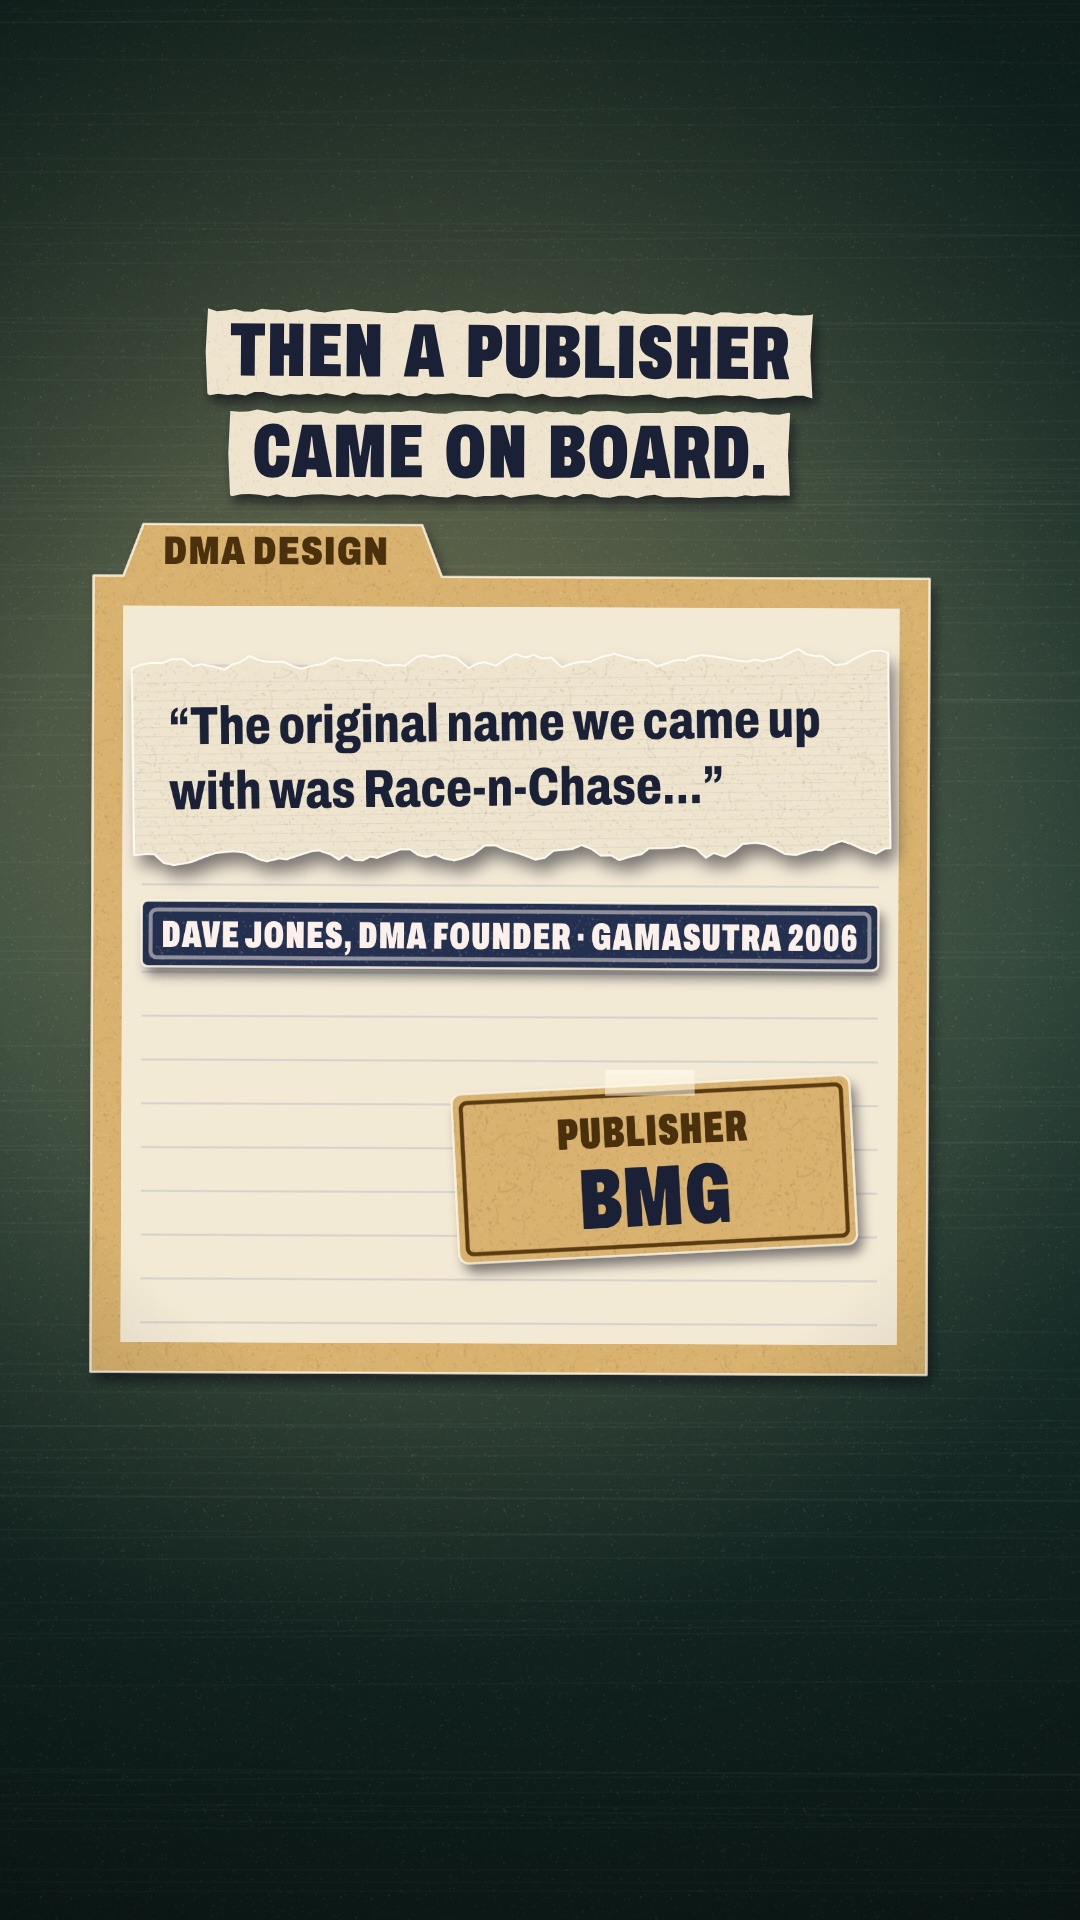 THEN A PUBLISHER
CAME ON BOARD.
DMA DESIGN
“The original name we came up
with was Race-n-Chase...”
DAVE JONES, DMA FOUNDER · GAMASUTRA 2006
PUBLISHER
BMG